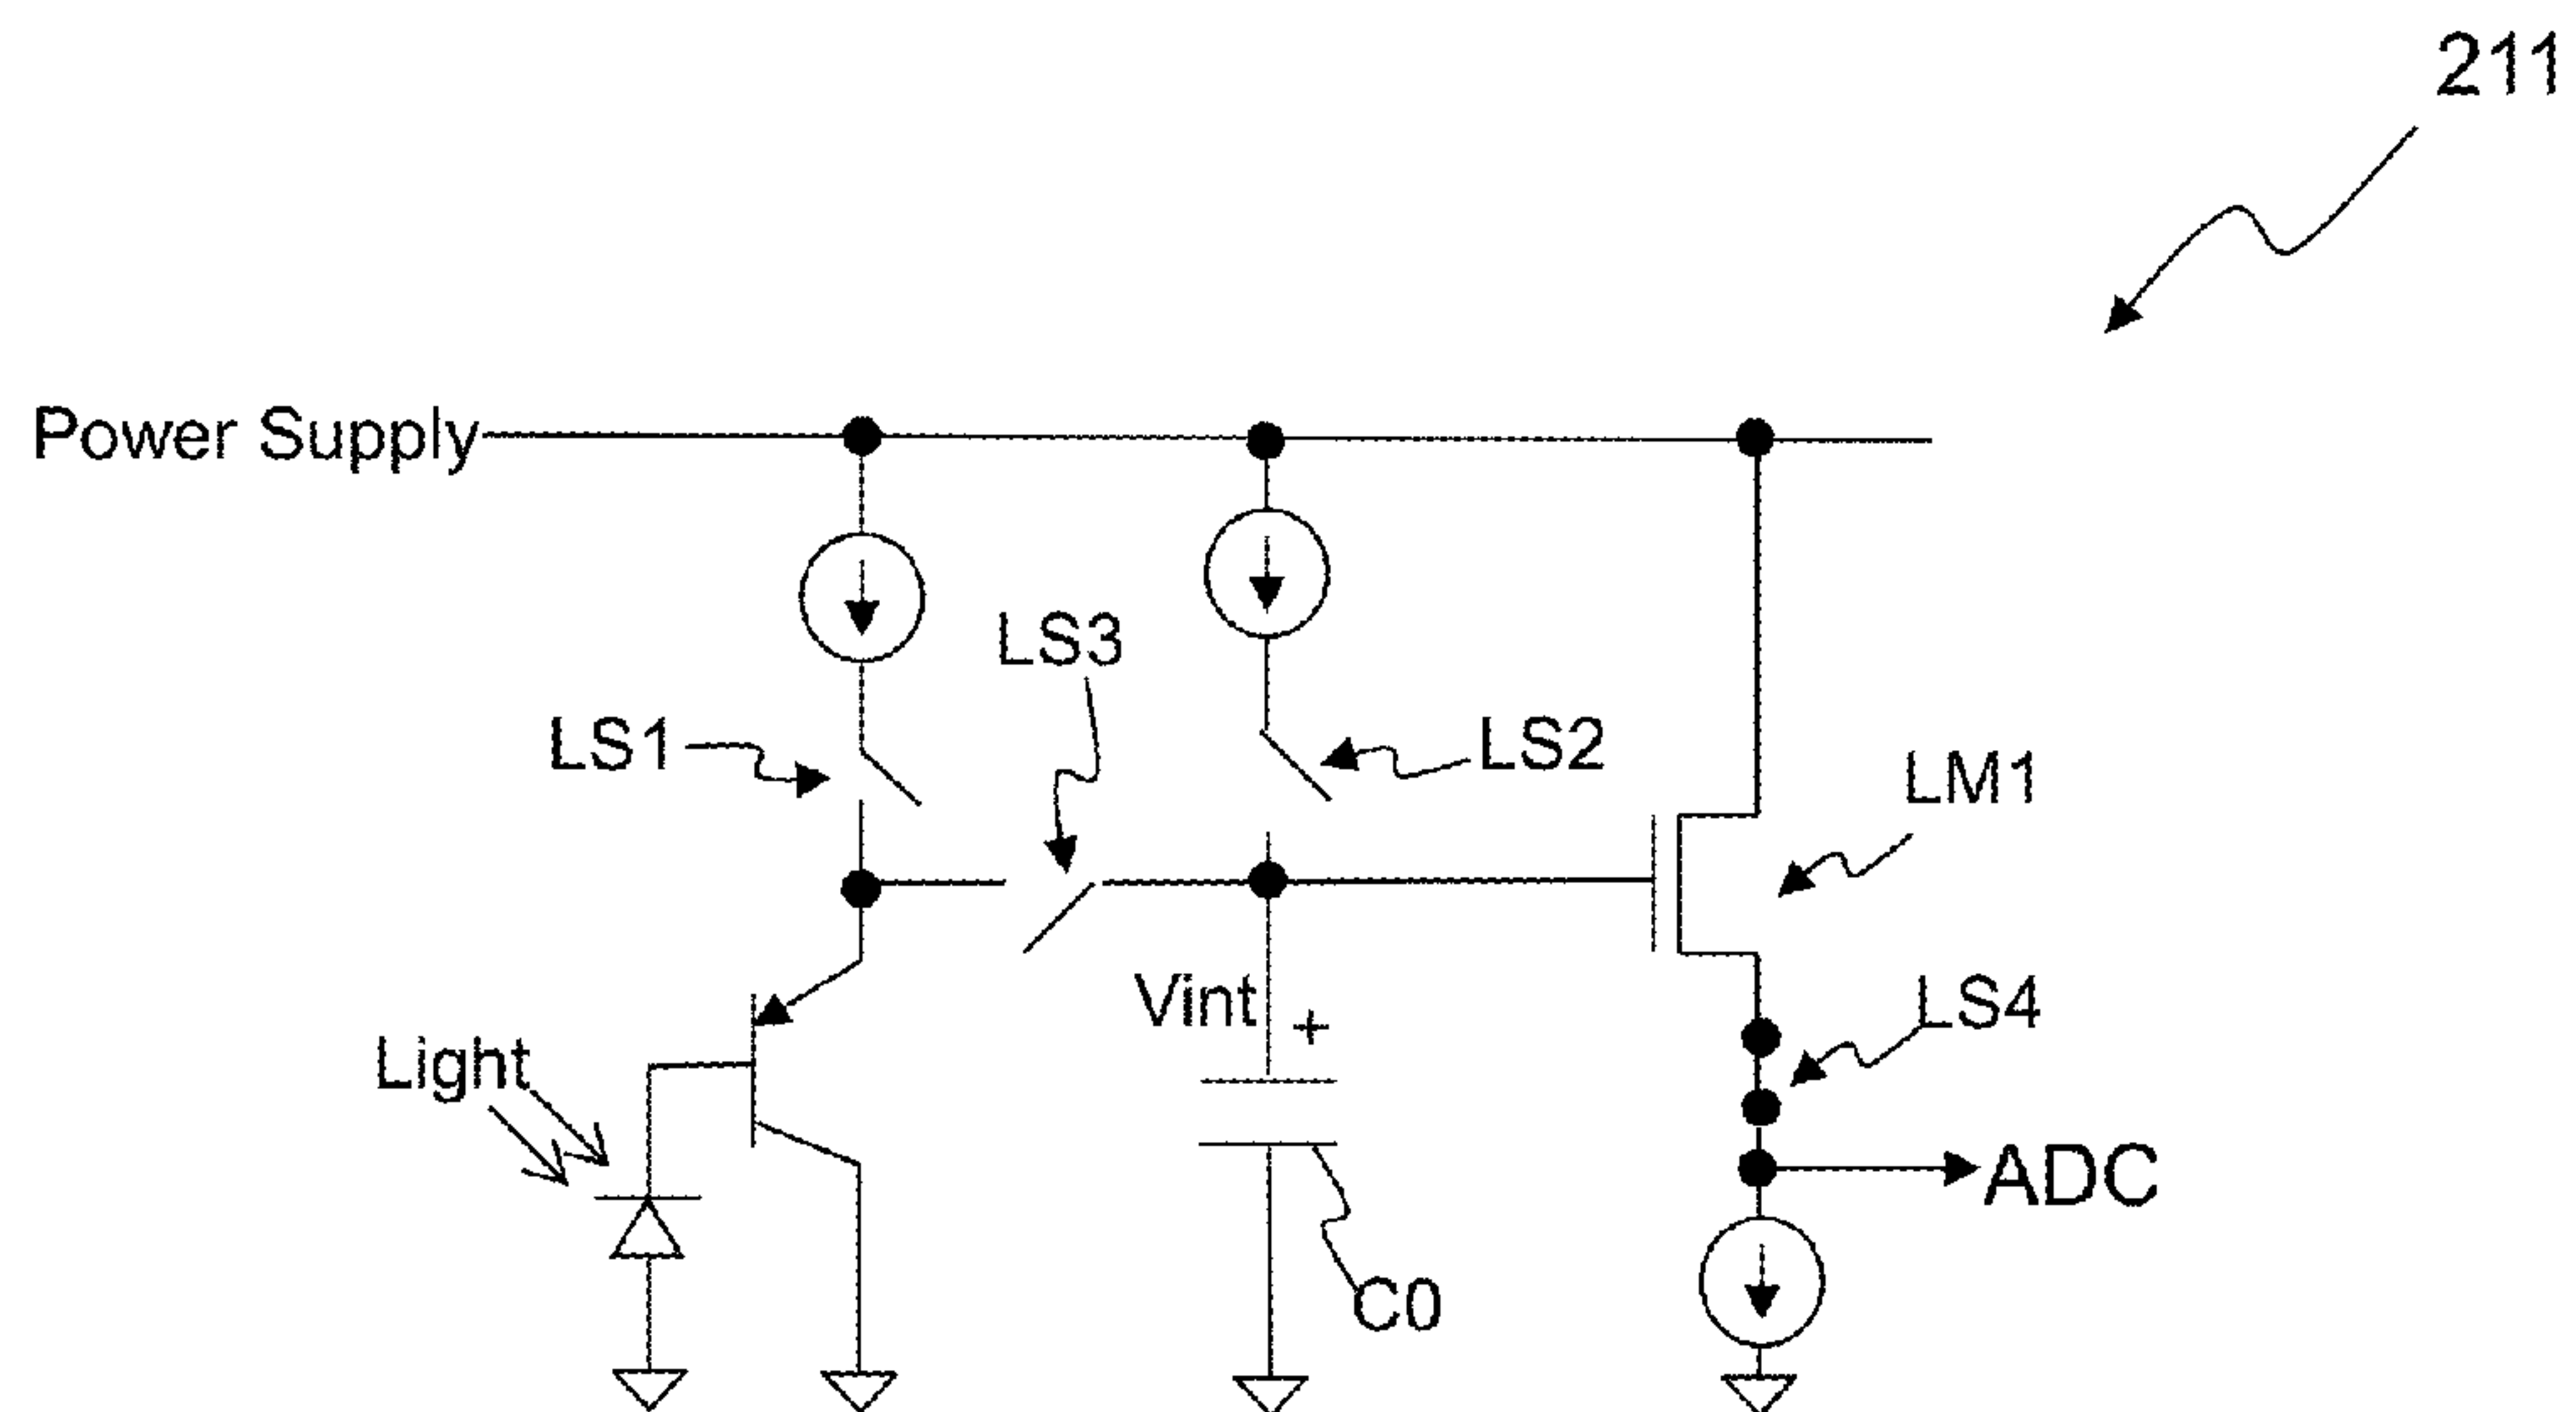 211
Power Supply
LS3
LS1
LS2
LM1
Vint
+
LS4
Light
ADC
C0